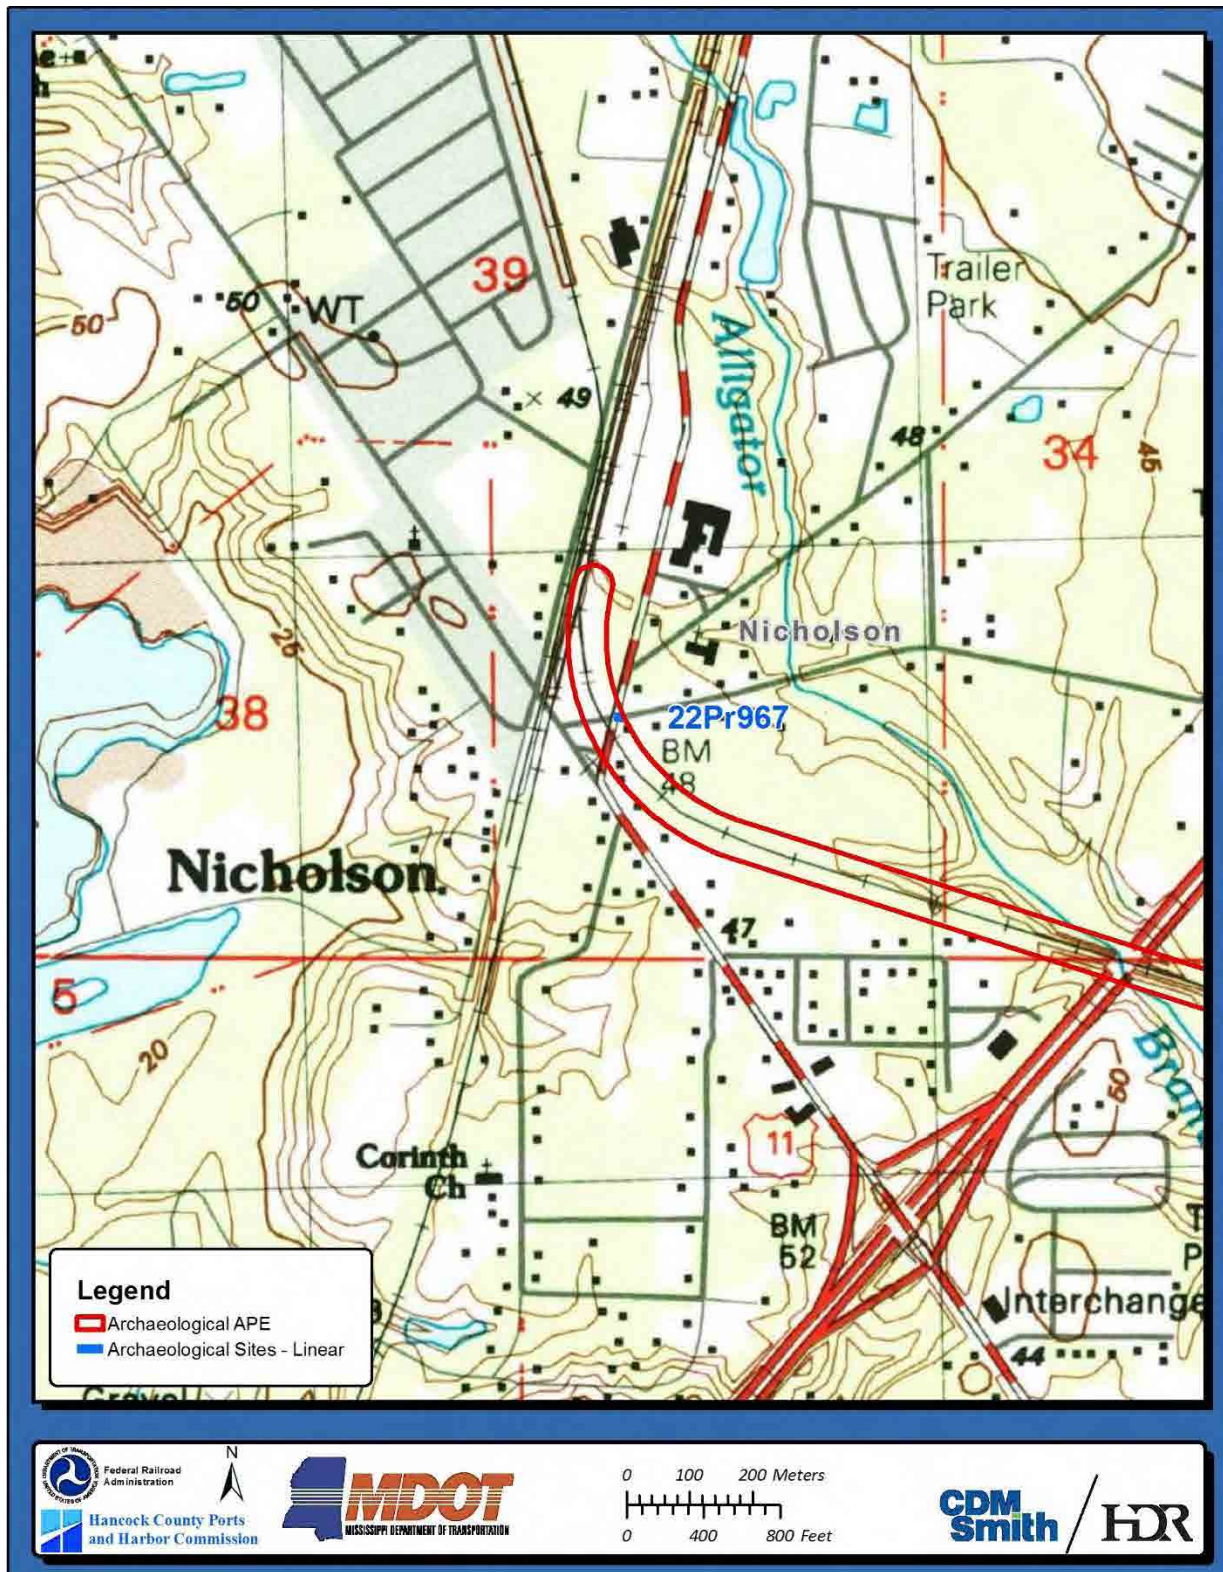 50
50
WT
39
49
Alligator
Trailer
Park
48
34
45
Nicholson
22Pr967
BM
48
25
38
Nicholson
47
5
20
50
11
Corinth
Ch
BM
52
Interchange
44
Legend
Archaeological APE
Archaeological Sites - Linear
Federal Railroad
Administration
N
Hancock County Ports
and Harbor Commission
MDOT
MISSISSIPPI DEPARTMENT OF TRANSPORTATION
0 100 200 Meters
0 400 800 Feet
CDM
Smith
HDR